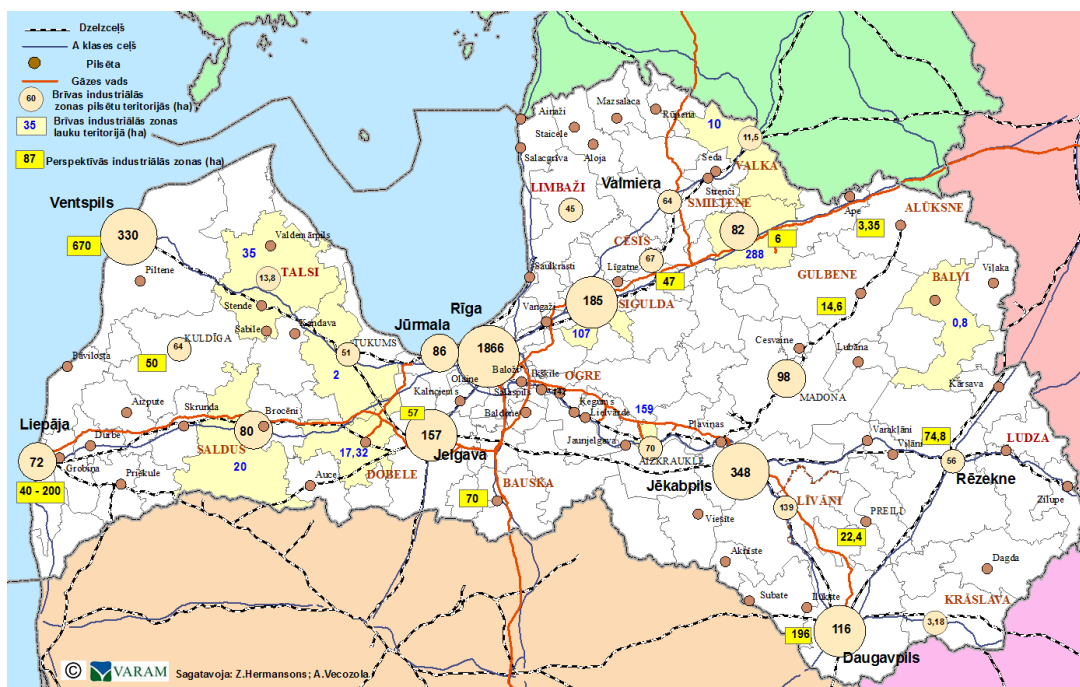 Dzelzceļš
A klases ceļš
Pilsēta
Gāzes vads
60
Brīvas industriālās
zonas pilsētu teritorijās (ha)
35
Brīvas industriālās zonas
lauku teritorijā (ha)
87
Perspektīvās industriālās zonas (ha)
Ainaži
Mazsalaca
Rūjiena
Staicele
10
11,5
Salacgrīva
Aloja
Seda
VALKA
Strenči
LIMBAŽI
Valmiera
45
64
SMILTENE
Ape
3,35
ALŪKSNE
Ventspils
330
670
82
6
288
Valdemārpils
35
13,8
TALSI
Piltene
CĒSIS
67
Līgatne
47
Saulkrasti
GULBENE
14,6
BALVI
Viļaka
0,8
Stende
Sabile
Kandava
185
SIGULDA
107
Vangaži
Rīga
Jūrmala
KULDĪGA
64
50
Pāvilosta
51
TUKUMS
2
86
1866
Cesvaine
Lubāna
98
MADONA
Kārsava
Olaine
Baloži
Ikšķile
OGRE
Kalnciems
Salaspils
142
Ķegums
Lielvārde
Baldone
159
Aizpute
Skrunda
Brocēni
57
157
Jelgava
Jaunjelgava
70
AIZKRAUKLE
Pļaviņas
Varakļāni
Viļāni
74,8
LUDZA
Liepāja
72
Durbe
Grobiņa
Priekule
40 - 200
80
SALDUS
20
17,32
Auce
DOBELE
BAUSKA
70
348
Jēkabpils
56
Rēzekne
Zilupe
139
LĪVĀNI
PREIĻI
22,4
Viesīte
Aknīste
Dagda
Subate
Ilūkste
KRĀSLAVA
3,18
196
116
Daugavpils
© VARAM Sagatavoja: Z.Hermansons; A.Vecozola